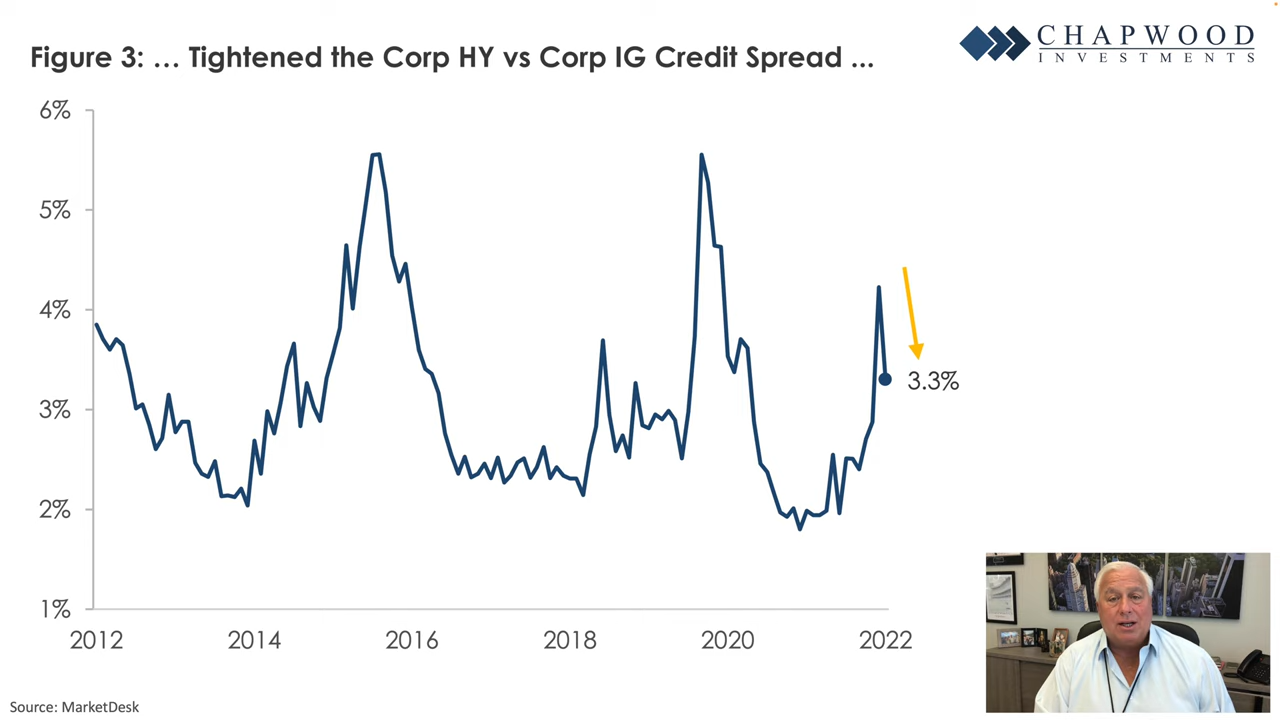 Figure 3: … Tightened the Corp HY vs Corp IG Credit Spread ...
CHAPWOOD
INVESTMENTS
6%
5%
4%
3%
2%
1%
3.3%
2012 2014 2016 2018 2020 2022
Source: MarketDesk